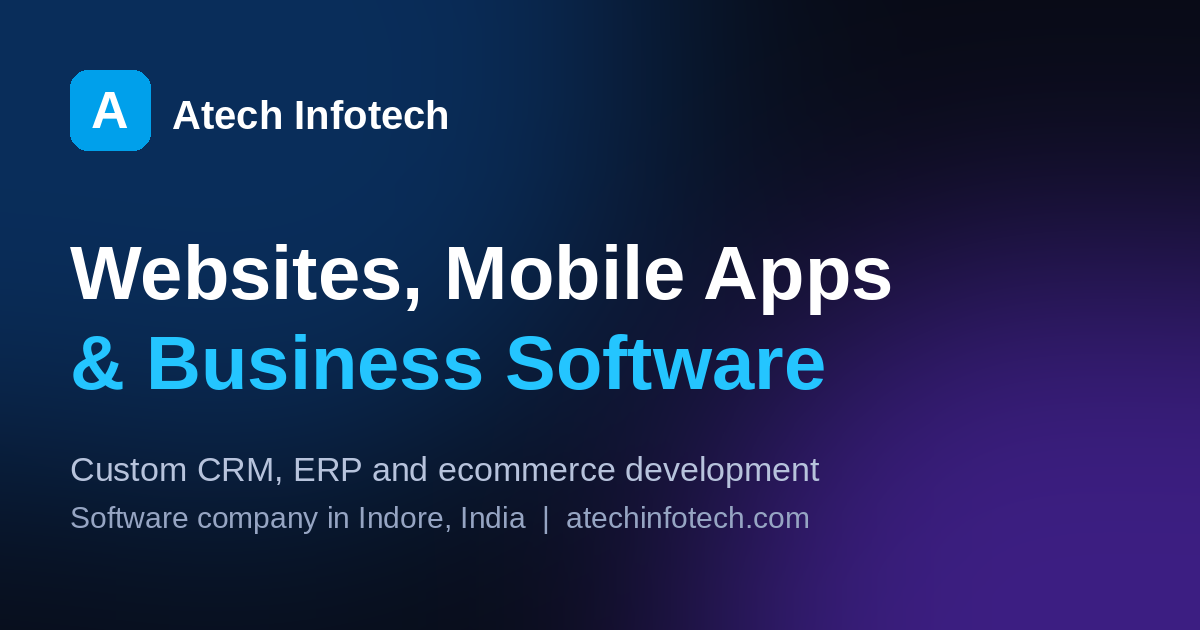 A
Atech Infotech
Websites, Mobile Apps
& Business Software
Custom CRM, ERP and ecommerce development
Software company in Indore, India | atechinfotech.com